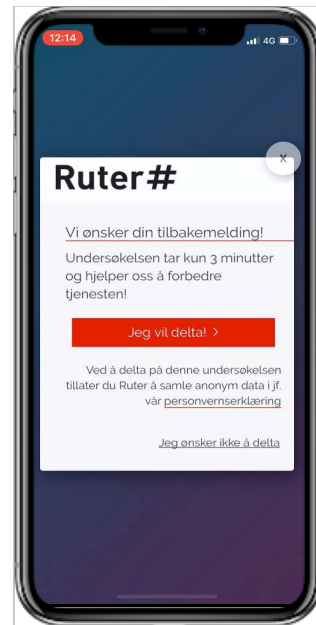 12:14
4G
X
Ruter#
Vi ønsker din tilbakemelding!
Undersøkelsen tar kun 3 minutter
og hjelper oss å forbedre
tjenesten!
Jeg vil delta! >
Ved å delta på denne undersøkelsen
tillater du Ruter å samle anonym data i jf.
vår personvernserklæring
Jeg ønsker ikke å delta